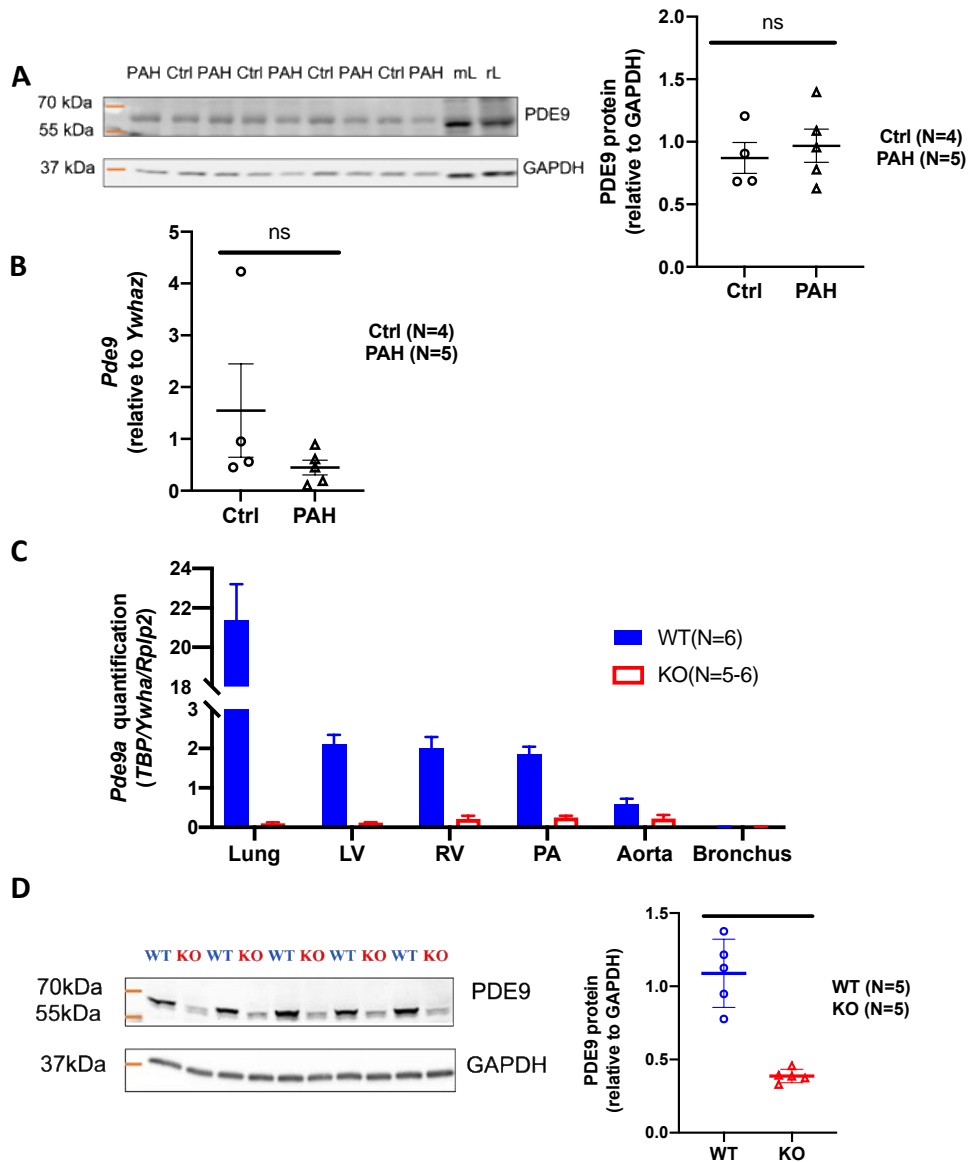 A
PAH Ctrl PAH Ctrl PAH Ctrl PAH Ctrl PAH mL rL
70 kDa
55 kDa
PDE9
37 kDa
GAPDH
PDE9 protein
(relative to GAPDH)
2.0
1.5
1.0
0.5
0.0
ns
Ctrl PAH
Ctrl (N=4)
PAH (N=5)
B
Pde9
(relative to Ywhaz)
5
4
3
2
1
0
ns
Ctrl PAH
Ctrl (N=4)
PAH (N=5)
C
Pde9a quantification
(TBP/Ywha/Rplp2)
24
22
20
18
3
2
1
0
Lung LV RV PA Aorta Bronchus
WT(N=6)
KO(N=5-6)
D
WT KO WT KO WT KO WT KO WT KO
70kDa
55kDa
PDE9
37kDa
GAPDH
PDE9 protein
(relative to GAPDH)
1.5
1.0
0.5
0.0
WT KO
WT (N=5)
KO (N=5)